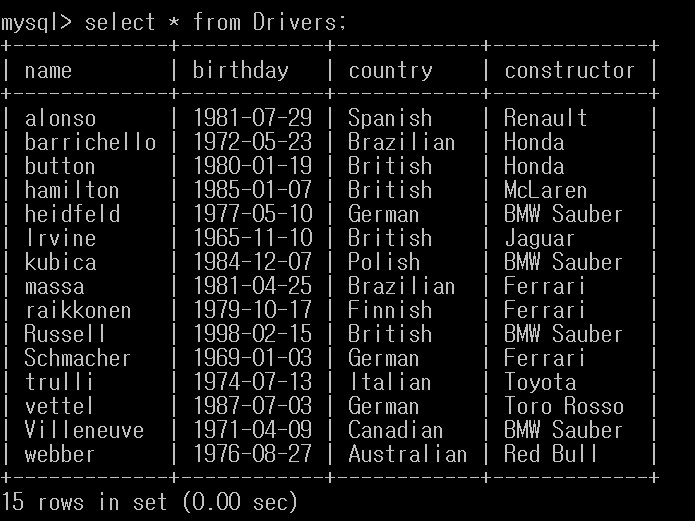 mysql> select * from Drivers;
+-------------+------------+------------+-------------+
| name        | birthday   | country    | constructor |
+-------------+------------+------------+-------------+
| alonso      | 1981-07-29 | Spanish    | Renault     |
| barrichello | 1972-05-23 | Brazilian  | Honda       |
| button      | 1980-01-19 | British    | Honda       |
| hamilton    | 1985-01-07 | British    | McLaren     |
| heidfeld    | 1977-05-10 | German     | BMW Sauber  |
| Irvine      | 1965-11-10 | British    | Jaguar      |
| kubica      | 1984-12-07 | Polish     | BMW Sauber  |
| massa       | 1981-04-25 | Brazilian  | Ferrari     |
| raikkonen   | 1979-10-17 | Finnish    | Ferrari     |
| Russell     | 1998-02-15 | British    | BMW Sauber  |
| Schmacher   | 1969-01-03 | German     | Ferrari     |
| trulli      | 1974-07-13 | Italian    | Toyota      |
| vettel      | 1987-07-03 | German     | Toro Rosso  |
| Villeneuve  | 1971-04-09 | Canadian   | BMW Sauber  |
| webber      | 1976-08-27 | Australian | Red Bull    |
+-------------+------------+------------+-------------+
15 rows in set (0.00 sec)